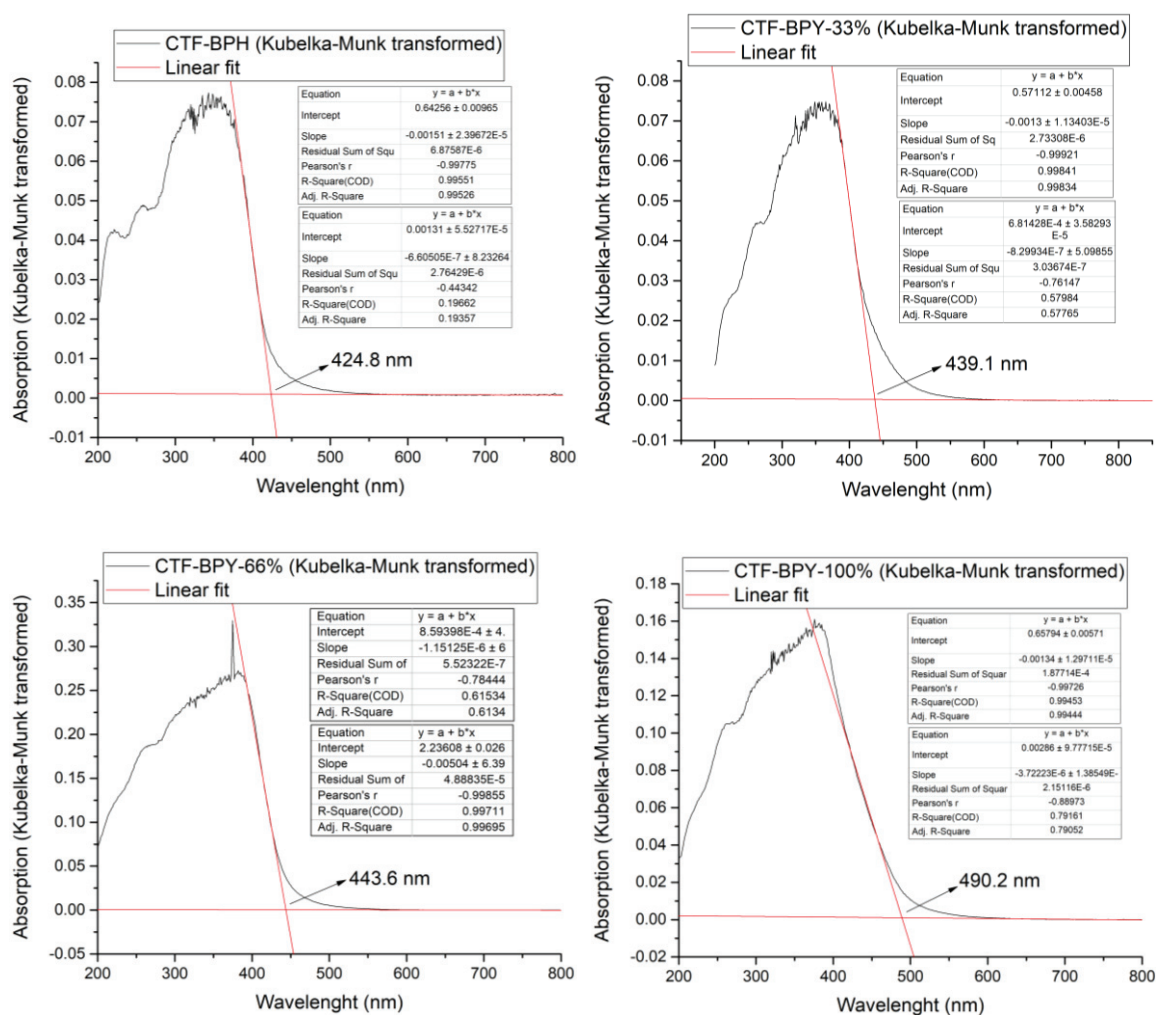 CTF-BPH (Kubelka-Munk transformed)
Linear fit
Absorption (Kubelka-Munk transformed)
0.08
0.07
0.06
0.05
0.04
0.03
0.02
0.01
0.00
-0.01
Equation y = a + b*x
Intercept 0.64256 ± 0.00965
Slope -0.00151 ± 2.39672E-5
Residual Sum of Squ 6.87587E-6
Pearson's r -0.99775
R-Square(COD) 0.99551
Adj. R-Square 0.99526
Equation y = a + b*x
Intercept 0.00131 ± 5.52717E-5
Slope -6.60505E-7 ± 8.23264
Residual Sum of Squ 2.76429E-6
Pearson's r -0.44342
R-Square(COD) 0.19662
Adj. R-Square 0.19357
424.8 nm
200 300 400 500 600 700 800
Wavelenght (nm)
CTF-BPY-33% (Kubelka-Munk transformed)
Linear fit
Absorption (Kubelka-Munk transformed)
0.08
0.07
0.06
0.05
0.04
0.03
0.02
0.01
0.00
-0.01
Equation y = a + b*x
Intercept 0.57112 ± 0.00458
Slope -0.0013 ± 1.13403E-5
Residual Sum of Sq 2.73308E-6
Pearson's r -0.99921
R-Square(COD) 0.99841
Adj. R-Square 0.99834
Equation y = a + b*x
Intercept 6.81428E-4 ± 3.58293
E-5
Slope -8.29934E-7 ± 5.09855
Residual Sum of Squ 3.03674E-7
Pearson's r -0.76147
R-Square(COD) 0.57984
Adj. R-Square 0.57765
439.1 nm
200 300 400 500 600 700 800
Wavelenght (nm)
CTF-BPY-66% (Kubelka-Munk transformed)
Linear fit
Absorption (Kubelka-Munk transformed)
0.35
0.30
0.25
0.20
0.15
0.10
0.05
0.00
-0.05
Equation y = a + b*x
Intercept 8.59398E-4 ± 4.
Slope -1.15125E-6 ± 6
Residual Sum of 5.52322E-7
Pearson's r -0.78444
R-Square(COD) 0.61534
Adj. R-Square 0.6134
Equation y = a + b*x
Intercept 2.23608 ± 0.026
Slope -0.00504 ± 6.39
Residual Sum of 4.88835E-5
Pearson's r -0.99855
R-Square(COD) 0.99711
Adj. R-Square 0.99695
443.6 nm
200 300 400 500 600 700 800
Wavelenght (nm)
CTF-BPY-100% (Kubelka-Munk transformed)
Linear fit
Absorption (Kubelka-Munk transformed)
0.18
0.16
0.14
0.12
0.10
0.08
0.06
0.04
0.02
0.00
-0.02
Equation y = a + b*x
Intercept 0.65794 ± 0.00571
Slope -0.00134 ± 1.29711E-5
Residual Sum of Squar 1.87714E-4
Pearson's r -0.99726
R-Square(COD) 0.99453
Adj. R-Square 0.99444
Equation y = a + b*x
Intercept 0.00286 ± 9.77715E-5
Slope -3.72223E-6 ± 1.38549E-
Residual Sum of Squar 2.15116E-6
Pearson's r -0.88973
R-Square(COD) 0.79161
Adj. R-Square 0.79052
490.2 nm
200 300 400 500 600 700 800
Wavelenght (nm)